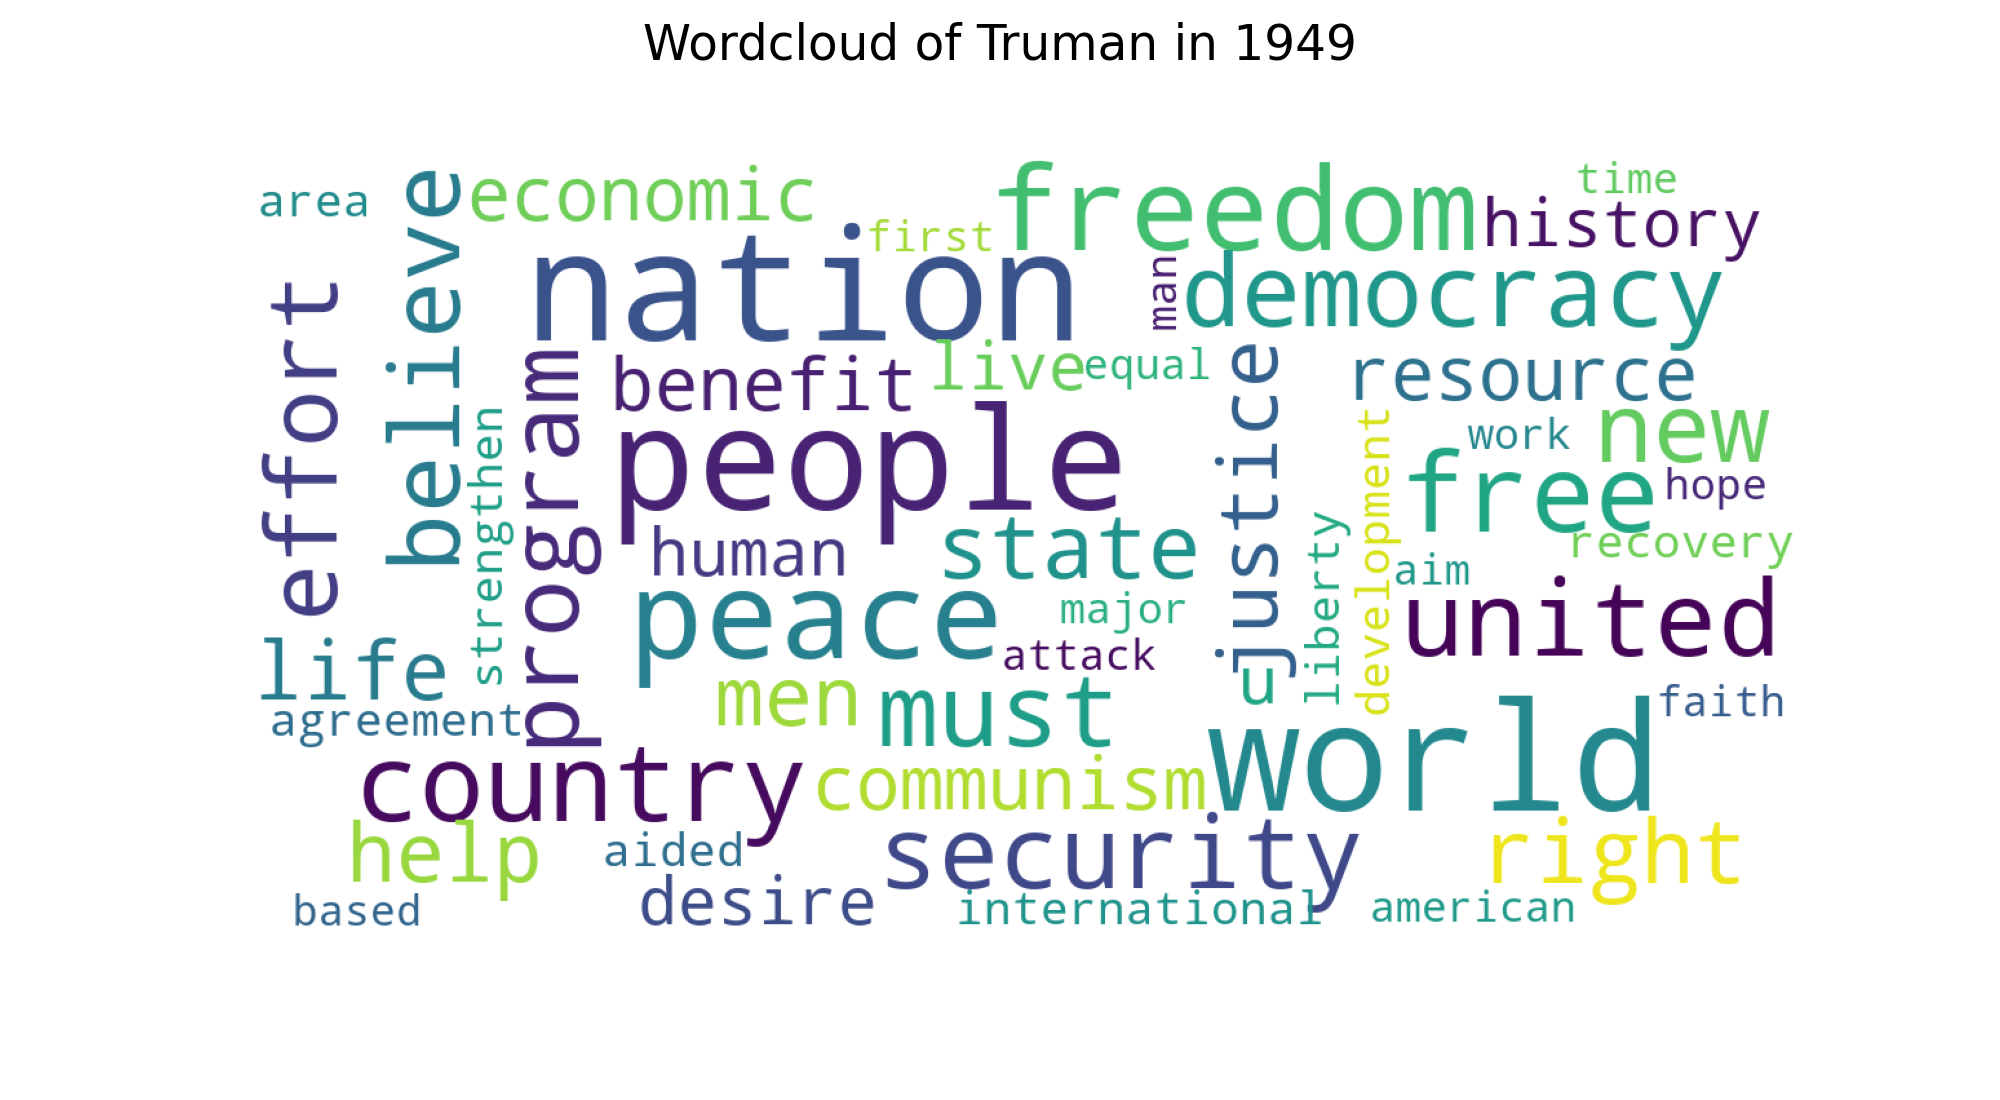 Wordcloud of Truman in 1949
area
believe
economic
freedom
time
history
first
nation
man
democracy
effort
program
benefit
live
equal
justice
resource
strengthen
people
development
work
new
free
hope
human
state
liberty
aim
recovery
peace
major
united
life
attack
men
must
u
faith
agreement
world
country
communism
help
aided
security
right
based
desire
international
american